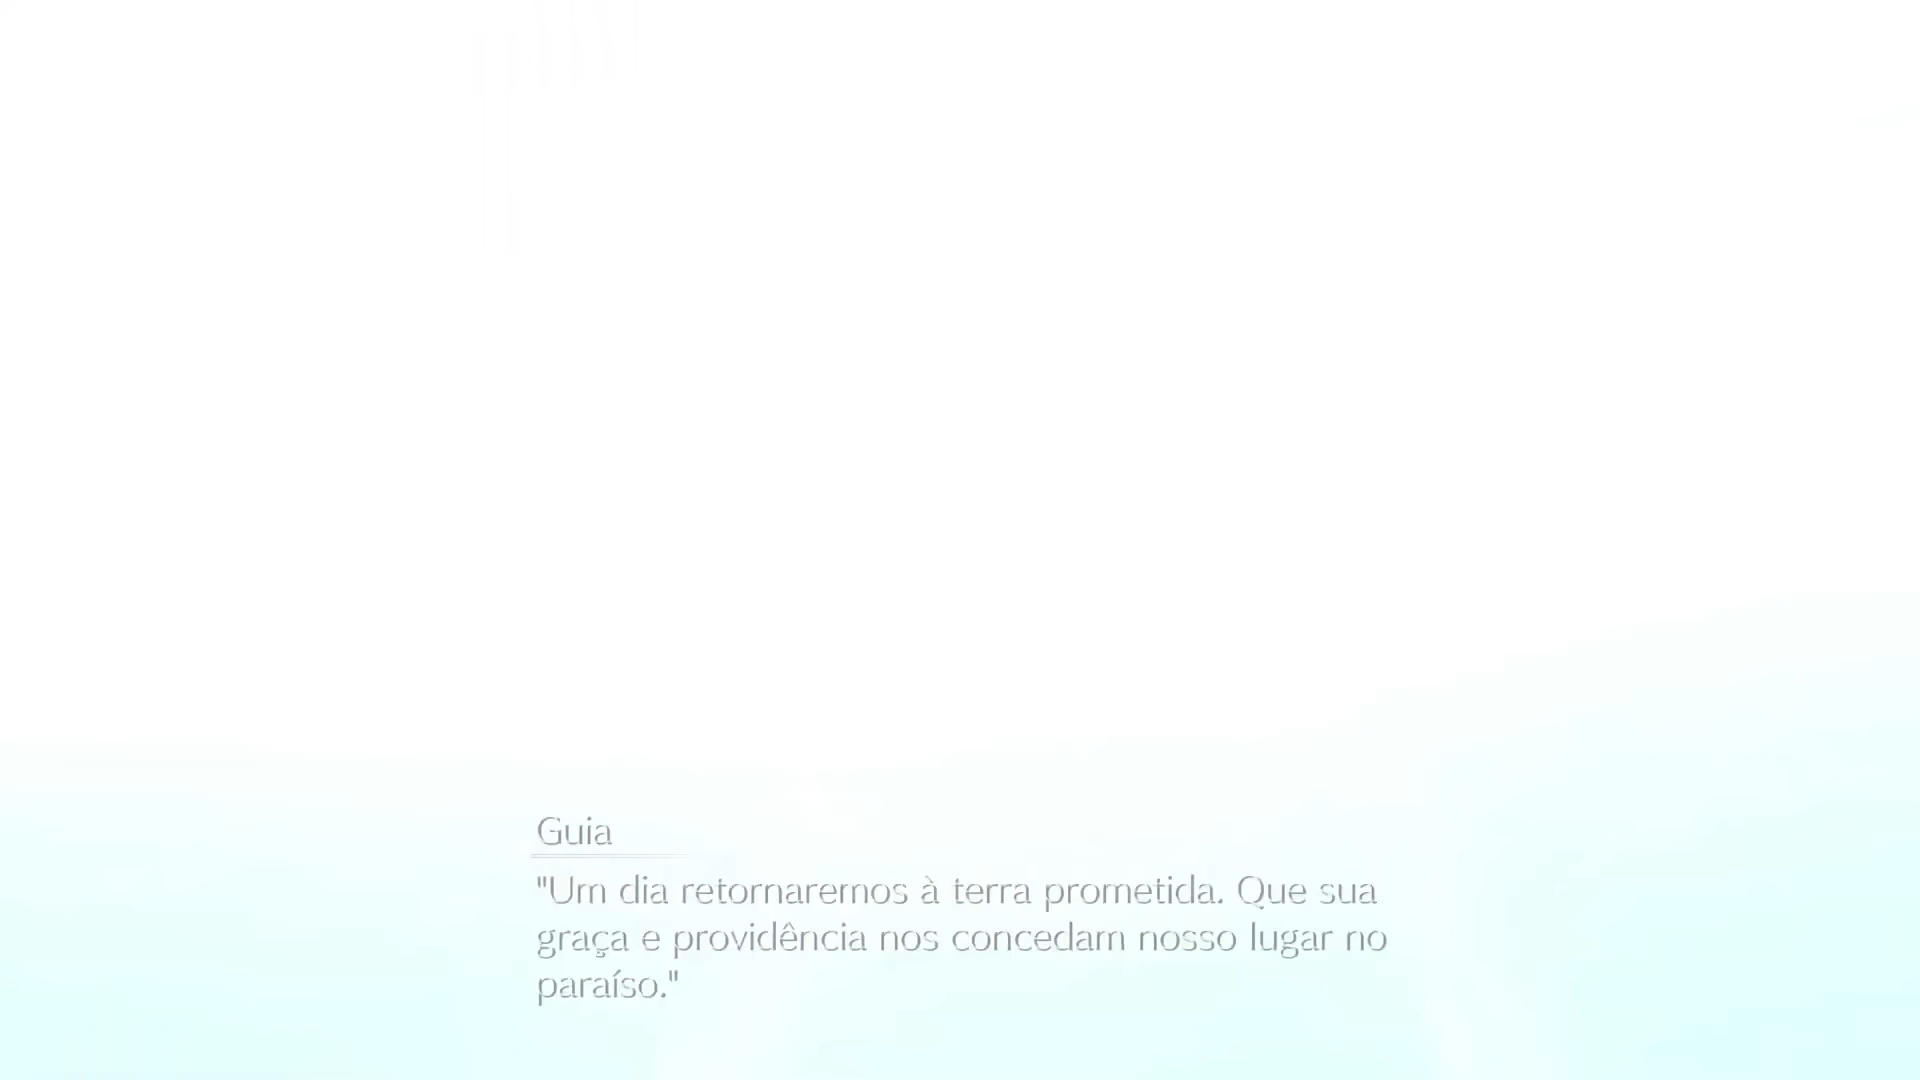 Guia
"Um dia retornaremos à terra prometida. Que sua
graça e providência nos concedam nosso lugar no
paraíso."